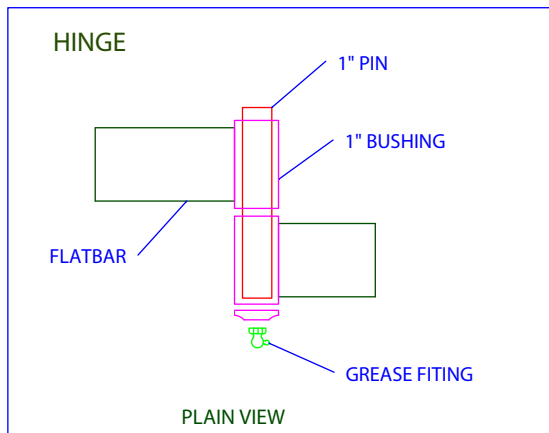 HINGE
1" PIN
1" BUSHING
FLATBAR
GREASE FITING
PLAIN VIEW